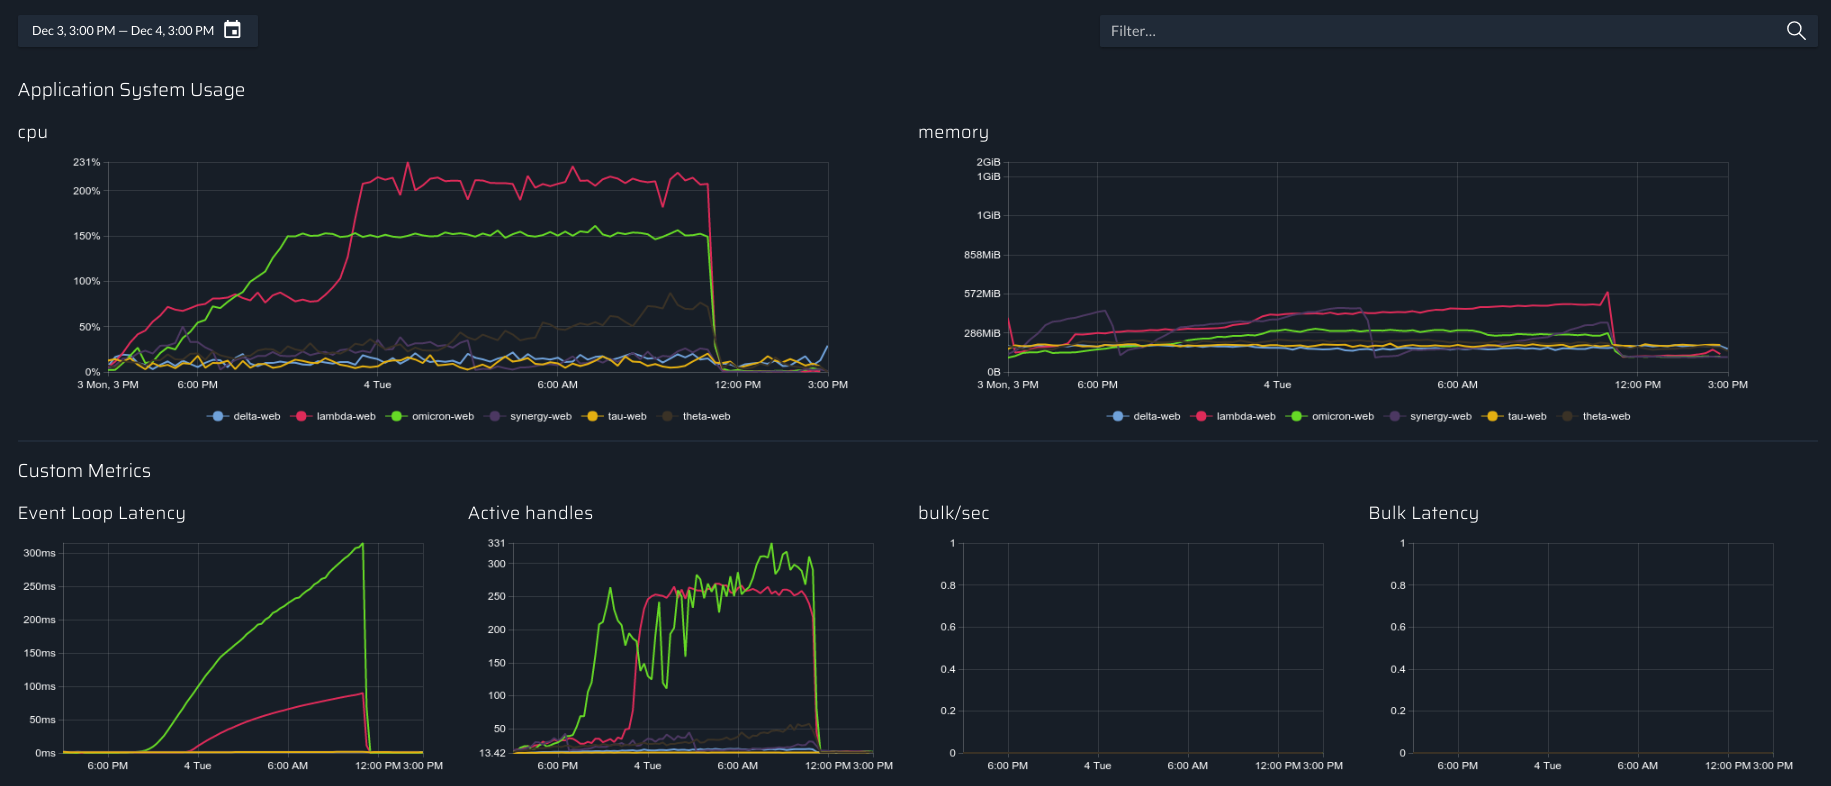 Dec 3, 3:00 PM – Dec 4, 3:00 PM
Filter...
Application System Usage
cpu
231%
200%
150%
100%
50%
0%
3 Mon, 3 PM 6:00 PM 4 Tue 6:00 AM 12:00 PM 3:00 PM
delta-web lambda-web omicron-web synergy-web tau-web theta-web
memory
2GiB
1GiB
1GiB
858MiB
572MiB
286MiB
0B
3 Mon, 3 PM 6:00 PM 4 Tue 6:00 AM 12:00 PM 3:00 PM
delta-web lambda-web omicron-web synergy-web tau-web theta-web
Custom Metrics
Event Loop Latency
300ms
250ms
200ms
150ms
100ms
50ms
0ms
6:00 PM 4 Tue 6:00 AM 12:00 PM 3:00 PM
Active handles
331
300
250
200
150
100
50
13.42
6:00 PM 4 Tue 6:00 AM 12:00 PM 3:00 PM
bulk/sec
1
0.8
0.6
0.4
0.2
0
6:00 PM 4 Tue 6:00 AM 12:00 PM 3:00 PM
Bulk Latency
1
0.8
0.6
0.4
0.2
0
6:00 PM 4 Tue 6:00 AM 12:00 PM 3:00 PM